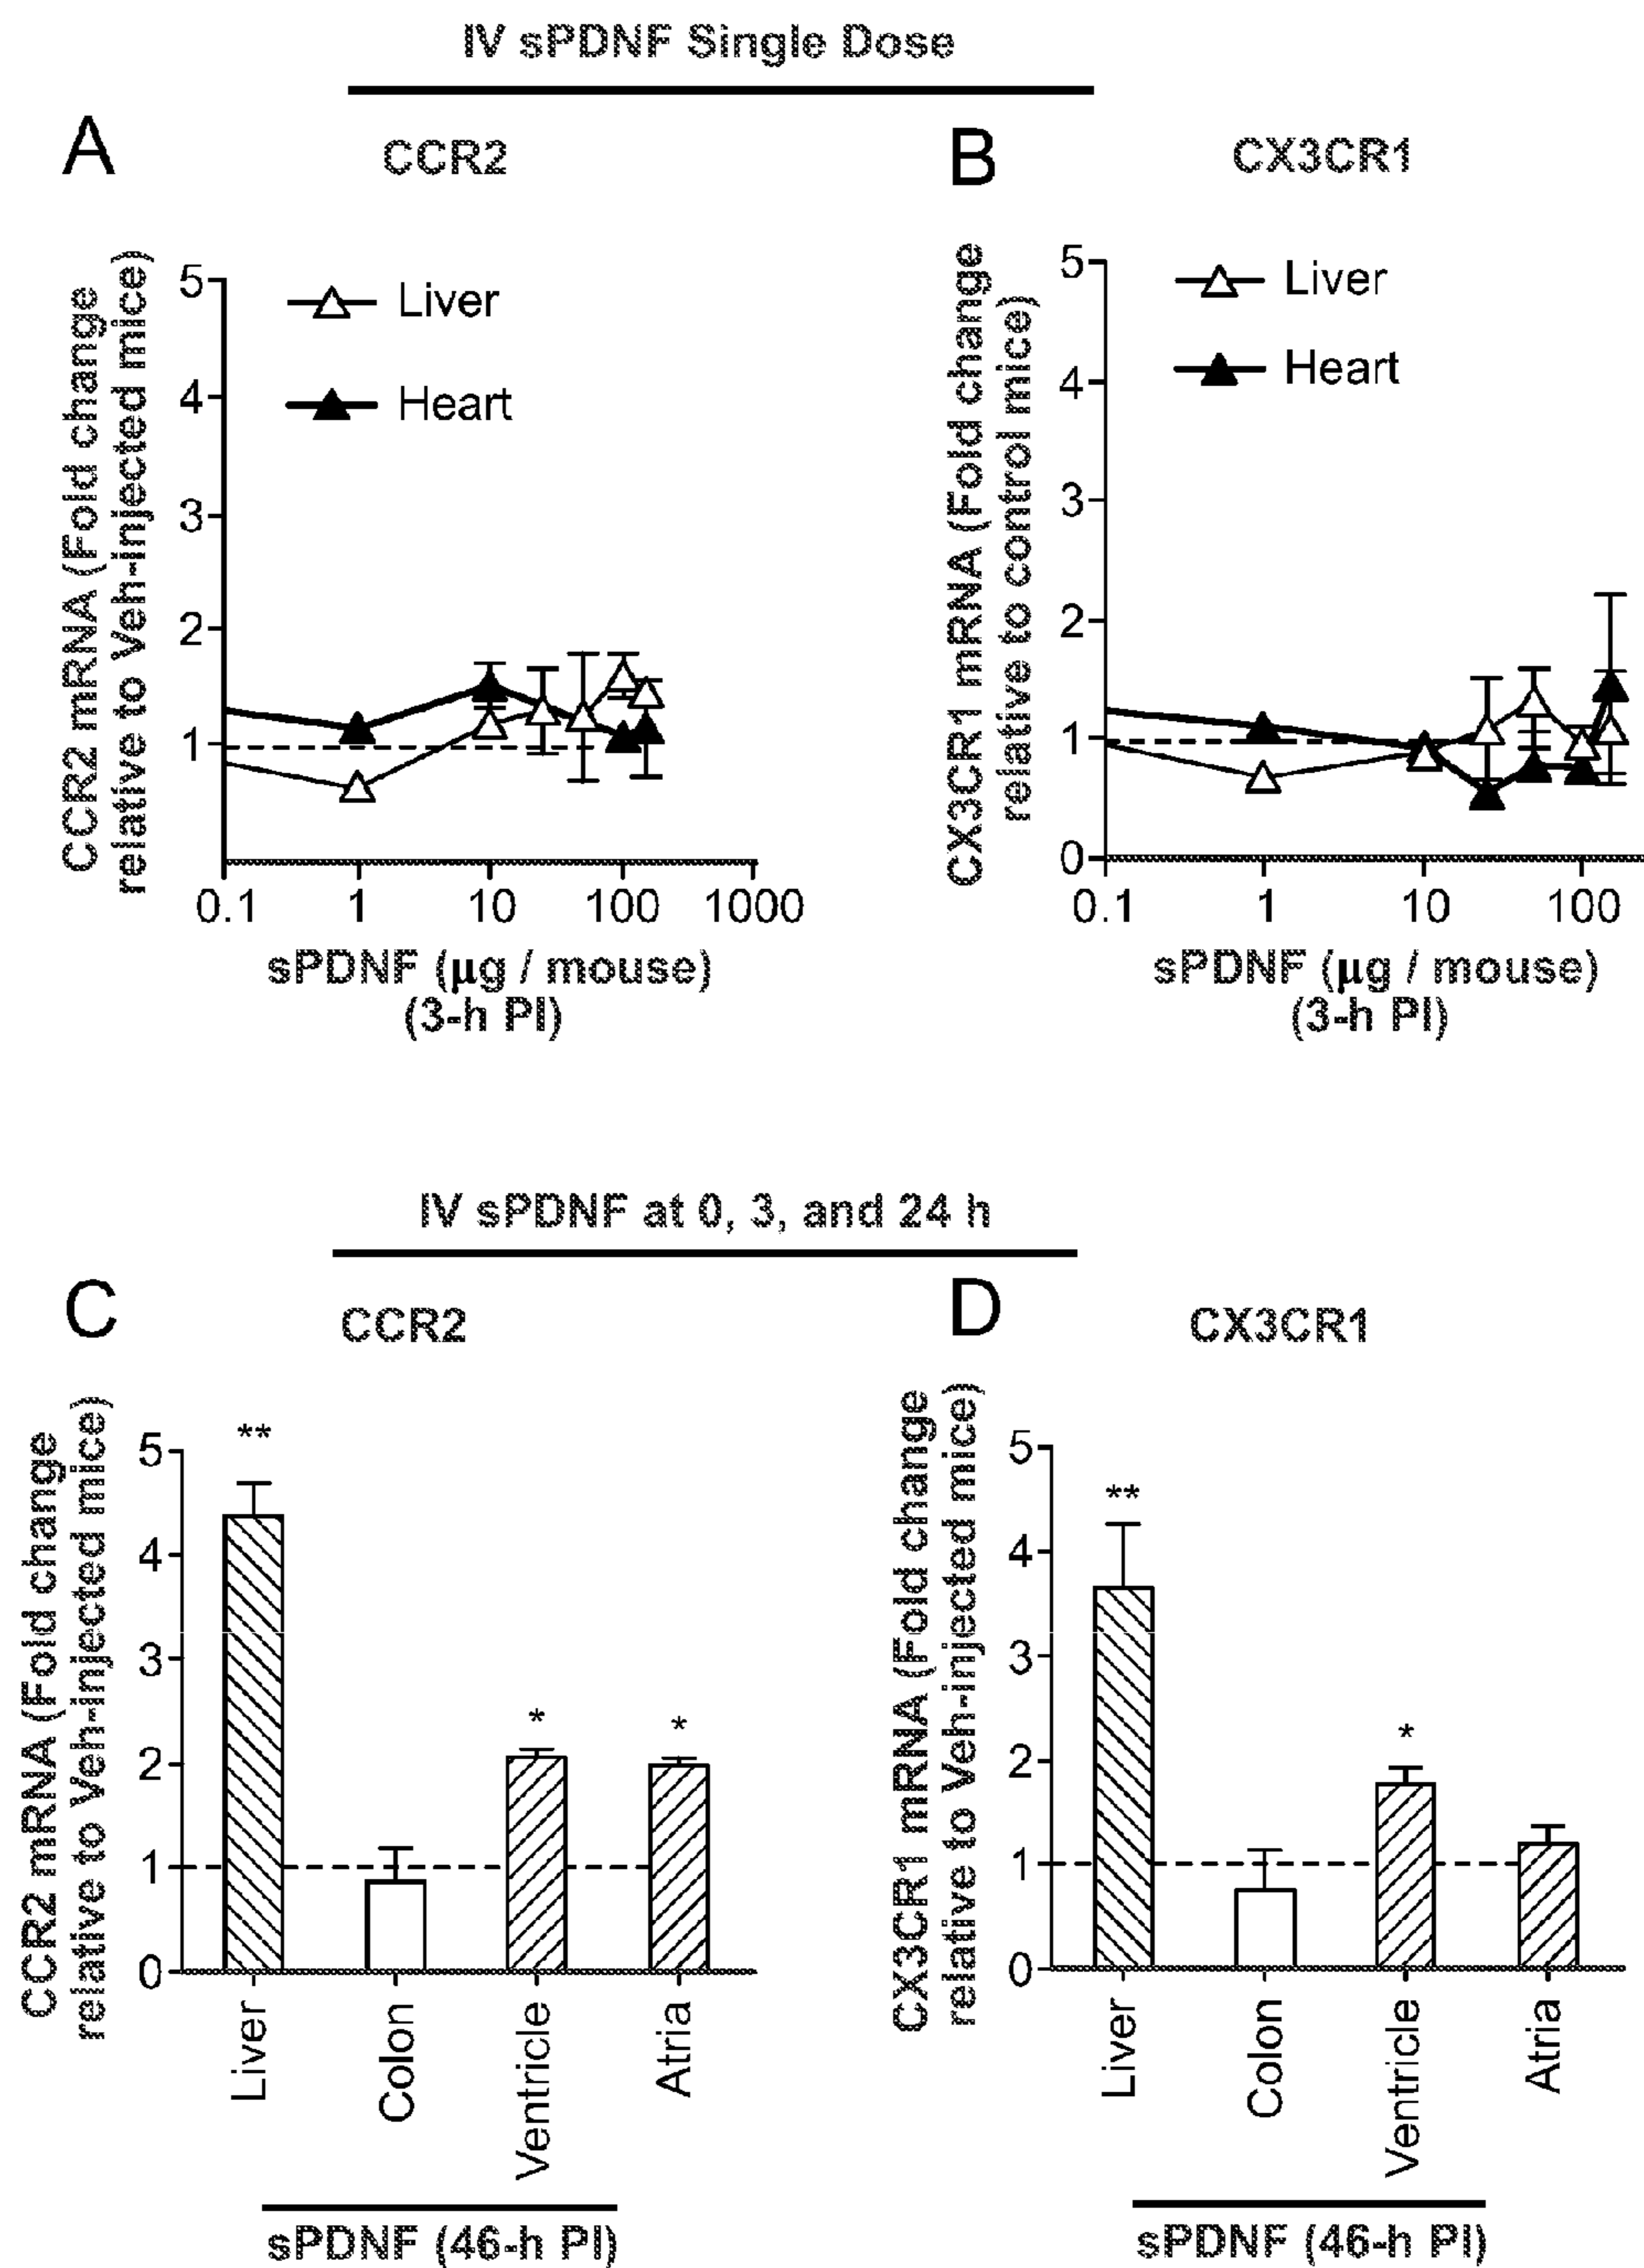 IV sPDNF Single Dose
A
CCR2
CCR2 mRNA (Fold change
relative to Veh-injected mice)
5
4
3
2
1
Liver
Heart
0.1 1 10 100 1000
sPDNF (µg / mouse)
(3-h PI)
B
CX3CR1
CX3CR1 mRNA (Fold change
relative to control mice)
5
4
3
2
1
0
Liver
Heart
0.1 1 10 100
sPDNF (µg / mouse)
(3-h PI)
IV sPDNF at 0, 3, and 24 h
C
CCR2
CCR2 mRNA (Fold change
relative to Veh-injected mice)
5
4
3
2
1
0
**
*
*
Liver
Colon
Ventricle
Atria
sPDNF (46-h PI)
D
CX3CR1
CX3CR1 mRNA (Fold change
relative to Veh-injected mice)
5
4
3
2
1
0
**
*
Liver
Colon
Ventricle
Atria
sPDNF (46-h PI)